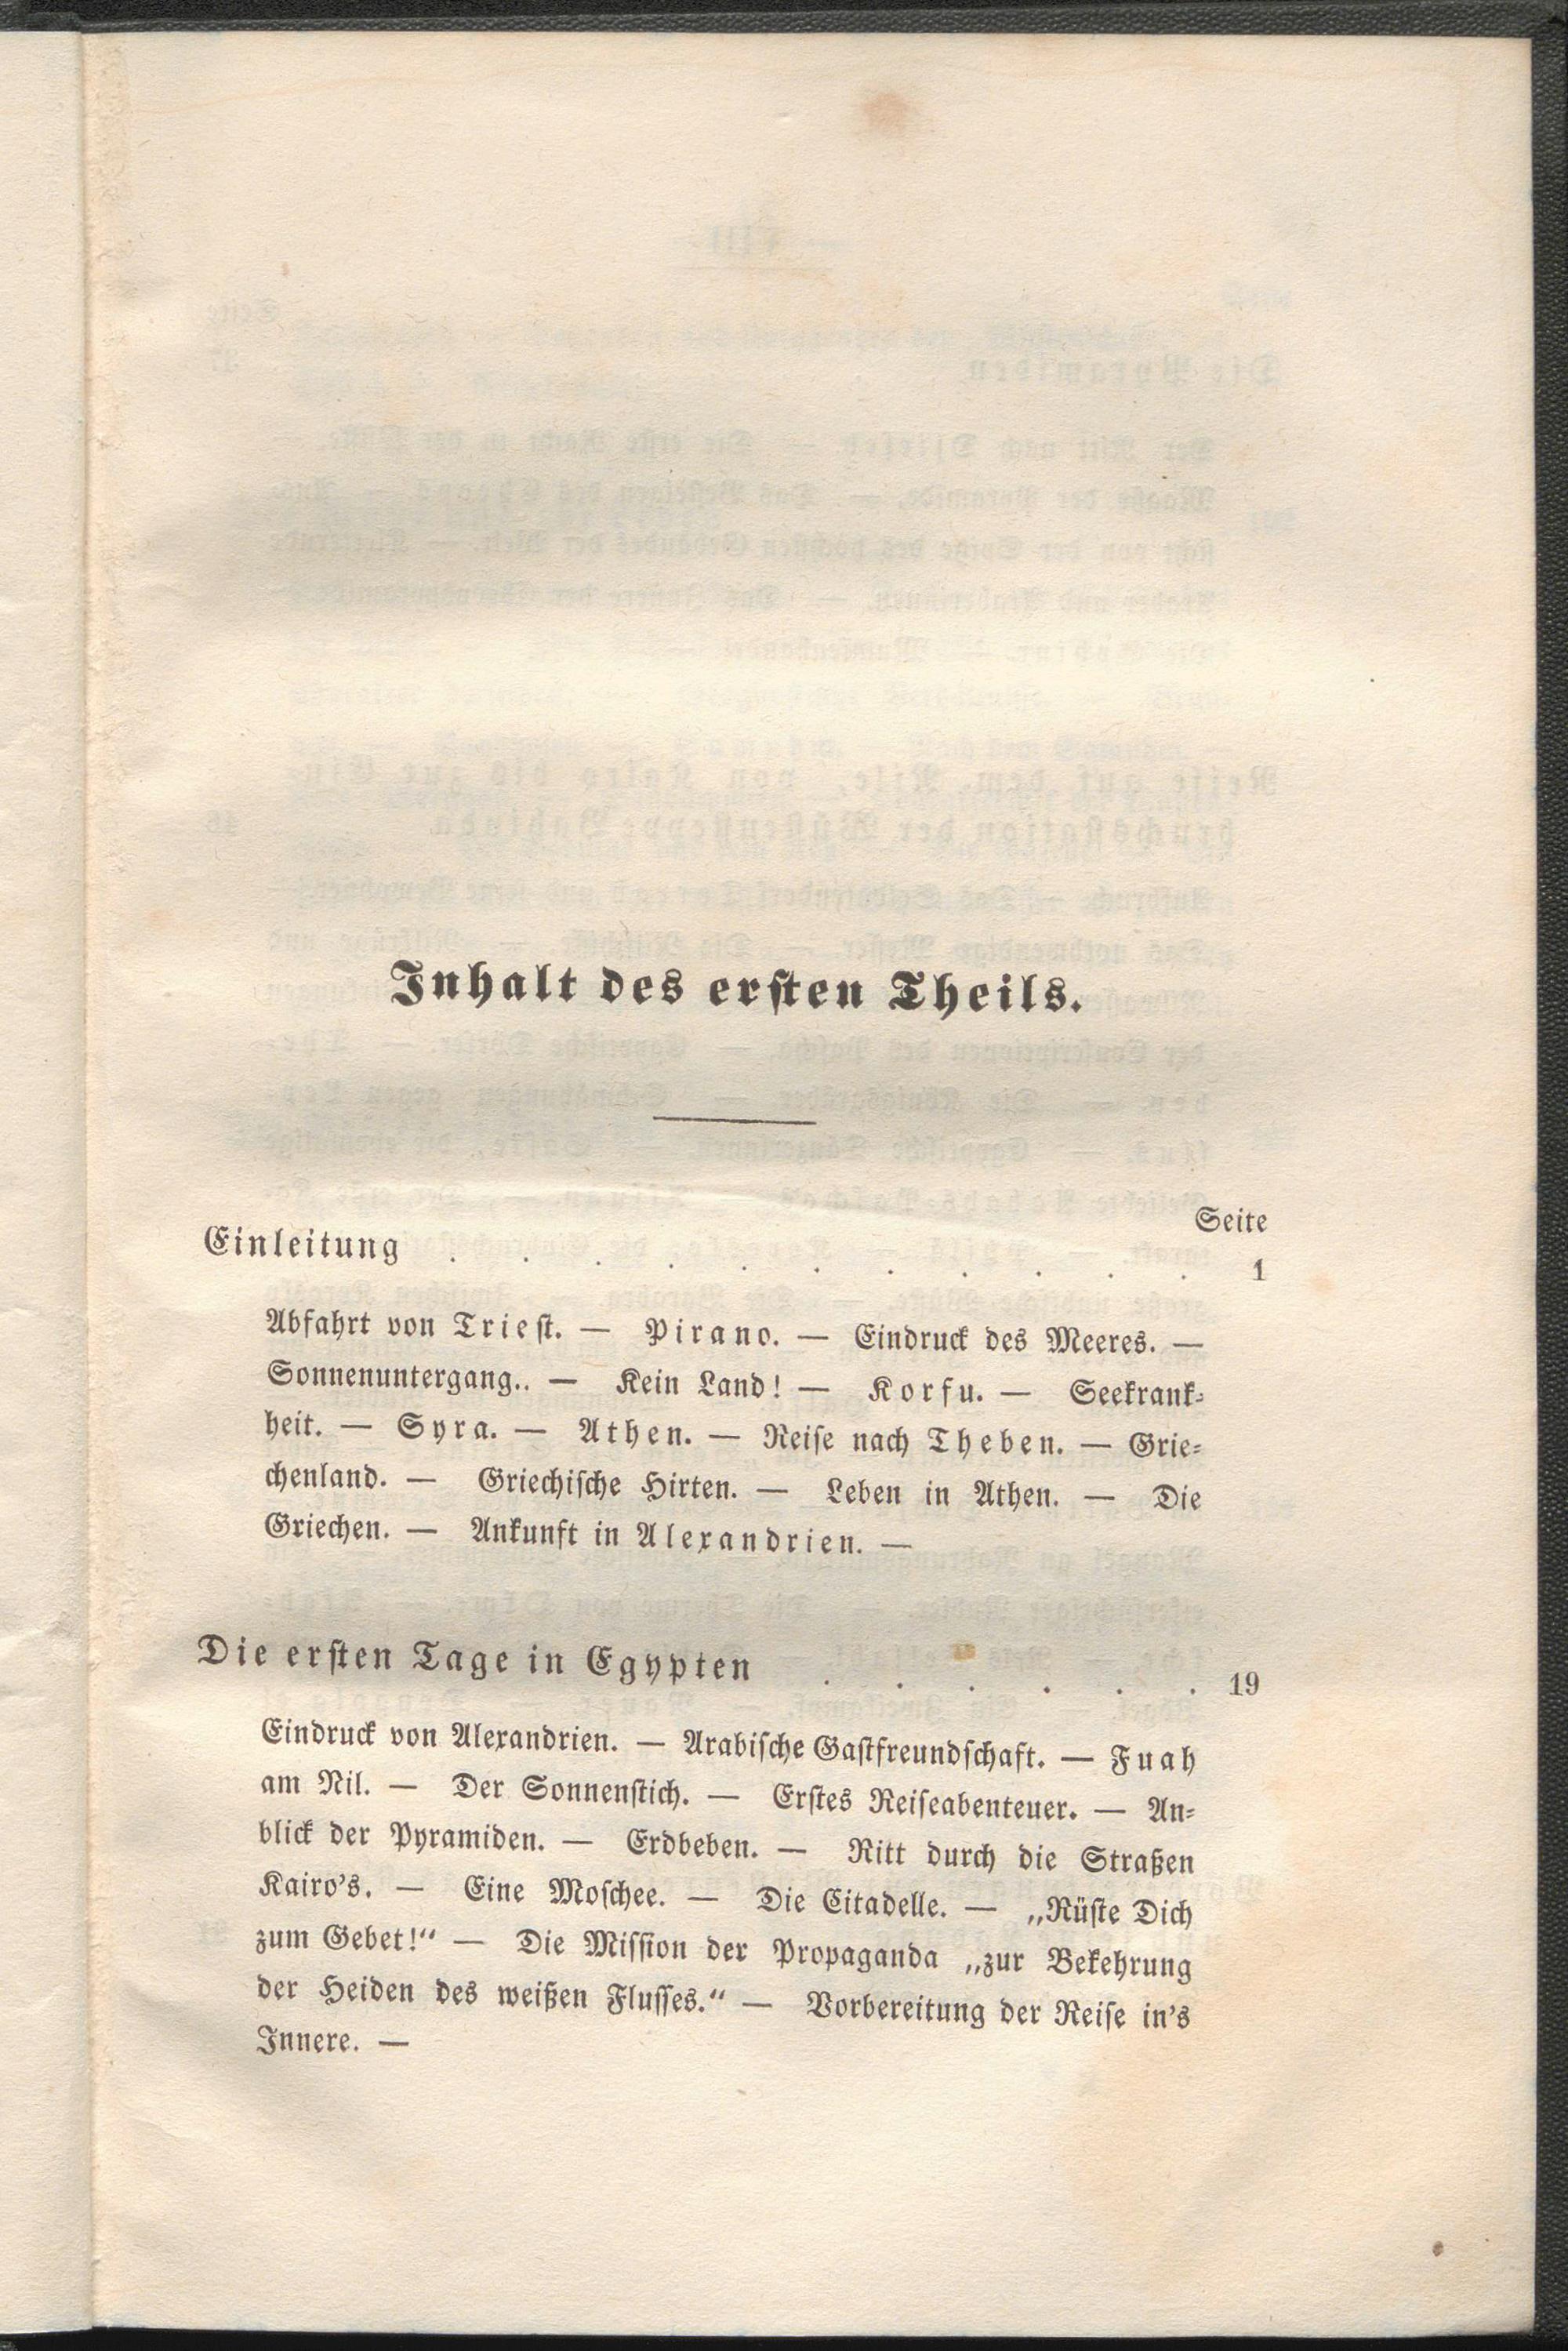 Inhalt des ersten Theils.
Seite
Einleitung . . . . . . . . . . . 1
Abfahrt von Triest. — Pirano. — Eindruck des Meeres. —
Sonnenuntergang.. — Kein Land! — Korfu. — Seekrank-
heit. — Syra. — Athen. — Reise nach Theben. — Grie-
chenland. — Griechische Hirten. — Leben in Athen. — Die
Griechen. — Ankunft in Alexandrien. —
Die ersten Tage in Egypten . . . . . . 19
Eindruck von Alexandrien. — Arabische Gastfreundschaft. — Fuah
am Nil. — Der Sonnenstich. — Erstes Reiseabenteuer. — An-
blick der Pyramiden. — Erdbeben. — Ritt durch die Straßen
Kairo's. — Eine Moschee. — Die Citadelle. — „Rüste Dich
zum Gebet!“ — Die Mission der Propaganda „zur Bekehrung
der Heiden des weißen Flusses.“ — Vorbereitung der Reise in's
Innere. —